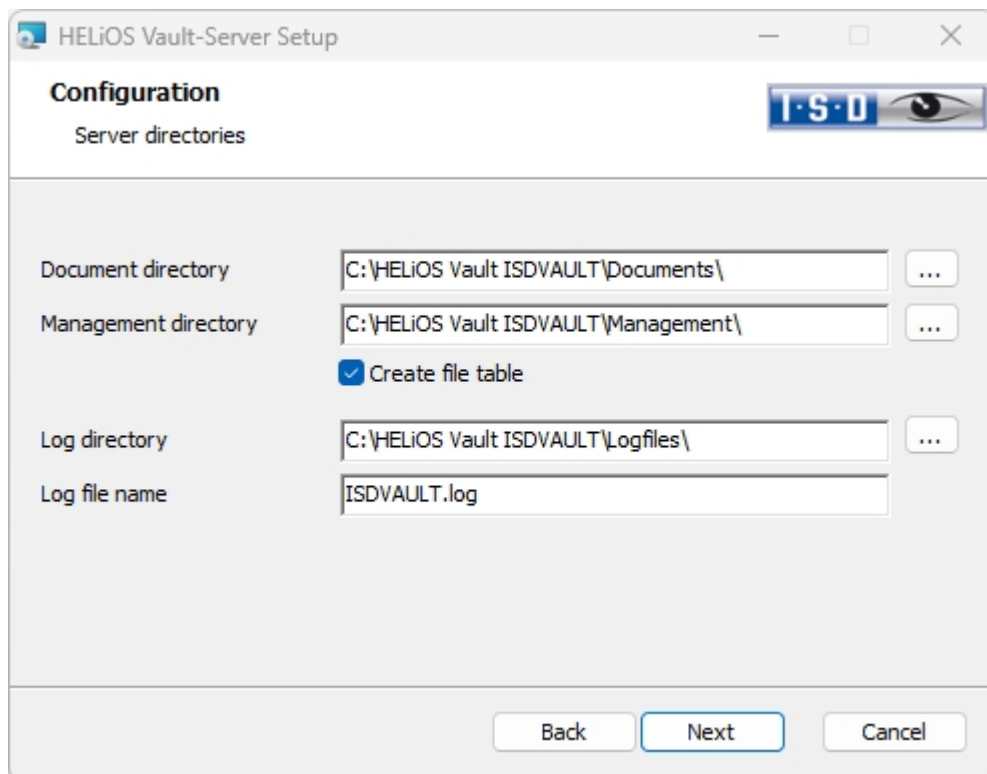 HELiOS Vault-Server Setup
Configuration
Server directories
I·S·D
Document directory
C:\HELiOS Vault ISDVAULT\Documents\
...
Management directory
C:\HELiOS Vault ISDVAULT\Management\
...
Create file table
Log directory
C:\HELiOS Vault ISDVAULT\Logfiles\
...
Log file name
ISDVAULT.log
Back
Next
Cancel